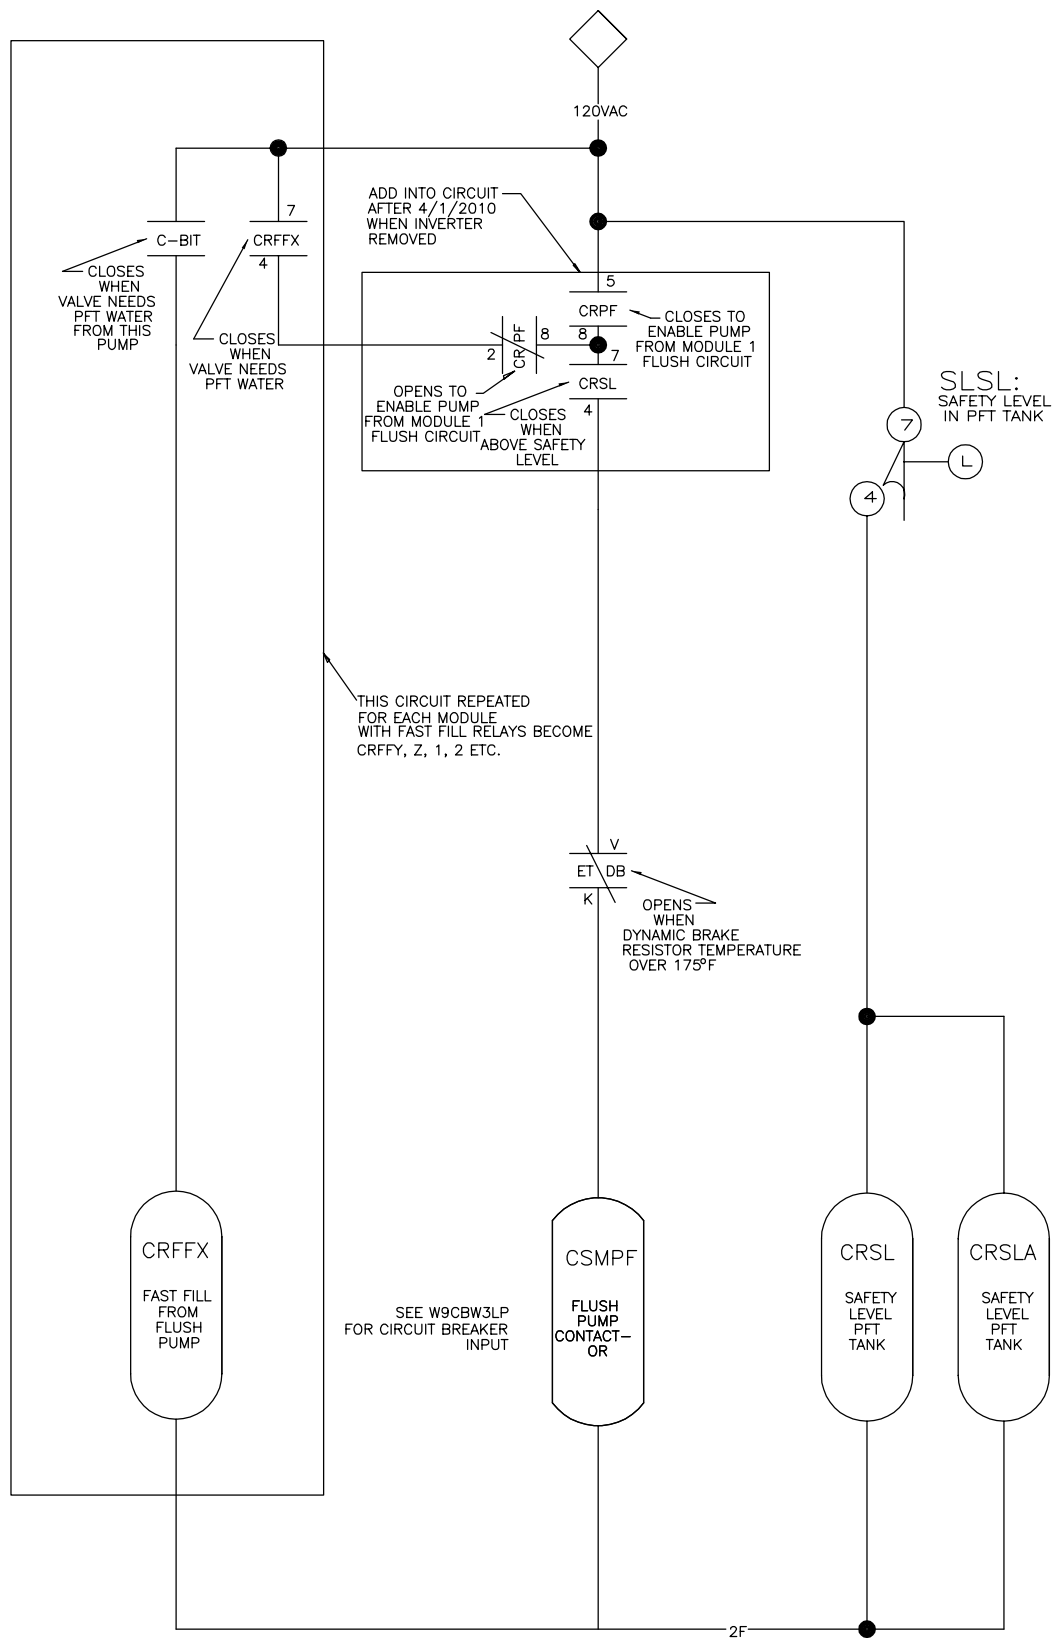 120VAC
ADD INTO CIRCUIT
AFTER 4/1/2010
WHEN INVERTER
REMOVED
7
C-BIT
CRFFX
4
CLOSES
WHEN
VALVE NEEDS
PFT WATER
FROM THIS
PUMP
CLOSES
WHEN
VALVE NEEDS
PFT WATER
5
CRPF
8
CLOSES TO
ENABLE PUMP
FROM MODULE 1
FLUSH CIRCUIT
2
CR PF
8
7
CRSL
4
OPENS TO
ENABLE PUMP
FROM MODULE 1
FLUSH CIRCUIT
CLOSES
WHEN
ABOVE SAFETY
LEVEL
SLSL:
SAFETY LEVEL
IN PFT TANK
7
L
4
THIS CIRCUIT REPEATED
FOR EACH MODULE
WITH FAST FILL RELAYS BECOME
CRFFY, Z, 1, 2 ETC.
V
ET DB
K
OPENS
WHEN
DYNAMIC BRAKE
RESISTOR TEMPERATURE
OVER 175°F
CRFFX
FAST FILL
FROM
FLUSH
PUMP
SEE W9CBW3LP
FOR CIRCUIT BREAKER
INPUT
CSMPF
FLUSH
PUMP
CONTACT-
OR
CRSL
SAFETY
LEVEL
PFT
TANK
CRSLA
SAFETY
LEVEL
PFT
TANK
2F